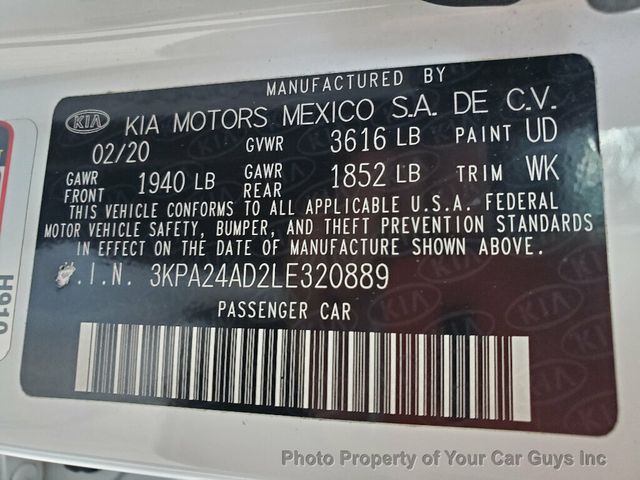 MANUFACTURED BY
KIA KIA MOTORS MEXICO S.A. DE C.V.
02/20 GVWR 3616 LB PAINT UD
GAWR FRONT 1940 LB GAWR REAR 1852 LB TRIM WK
THIS VEHICLE CONFORMS TO ALL APPLICABLE U.S.A. FEDERAL
MOTOR VEHICLE SAFETY, BUMPER, AND THEFT PREVENTION STANDARDS
IN EFFECT ON THE DATE OF MANUFACTURE SHOWN ABOVE.
.I.N. 3KPA24AD2LE320889
PASSENGER CAR
H910
Photo Property of Your Car Guys Inc